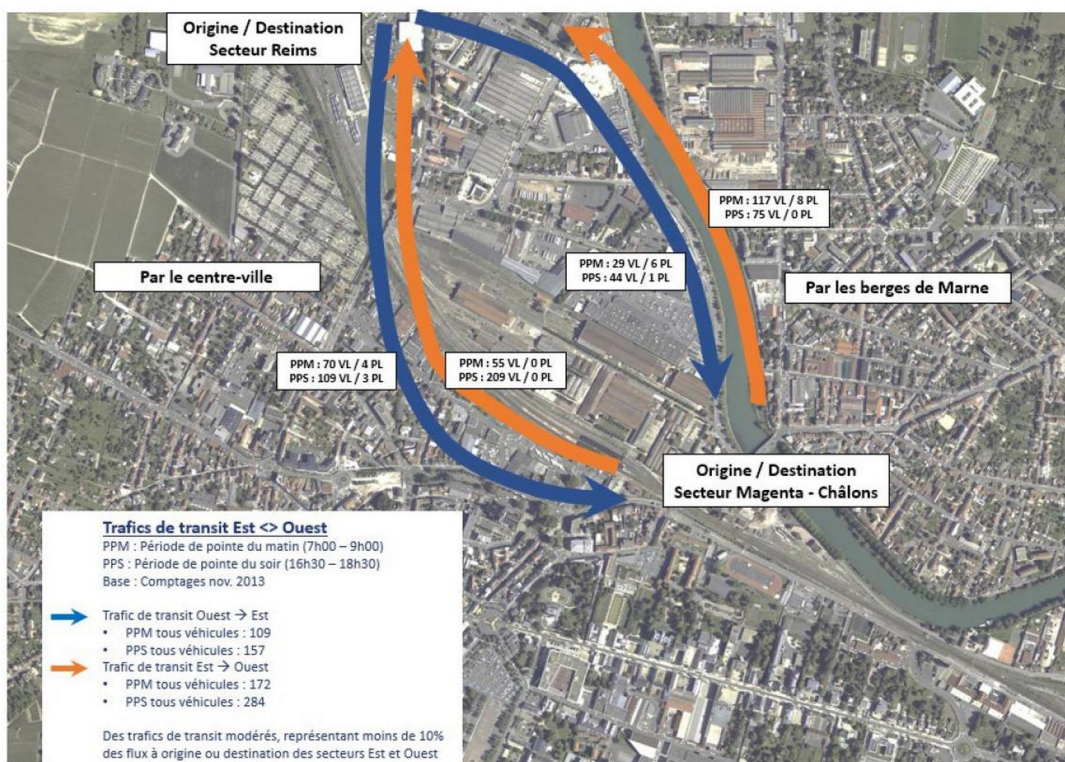 Origine / Destination
Secteur Reims
PPM : 117 VL / 8 PL
PPS : 75 VL / 0 PL
PPM : 29 VL / 6 PL
PPS : 44 VL / 1 PL
Par le centre-ville
Par les berges de Marne
PPM : 70 VL / 4 PL
PPS : 109 VL / 3 PL
PPM : 55 VL / 0 PL
PPS : 209 VL / 0 PL
Origine / Destination
Secteur Magenta - Châlons
Trafics de transit Est <> Ouest
PPM : Période de pointe du matin (7h00 – 9h00)
PPS : Période de pointe du soir (16h30 – 18h30)
Base : Comptages nov. 2013
Trafic de transit Ouest → Est
• PPM tous véhicules : 109
• PPS tous véhicules : 157
Trafic de transit Est → Ouest
• PPM tous véhicules : 172
• PPS tous véhicules : 284
Des trafics de transit modérés, représentant moins de 10%
des flux à origine ou destination des secteurs Est et Ouest